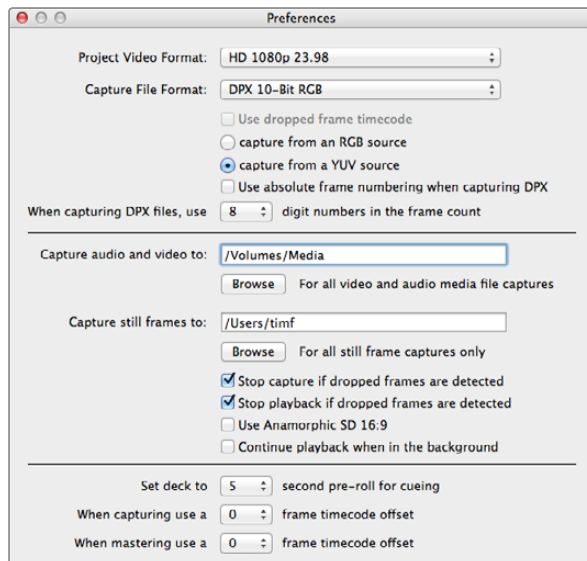 Preferences
Project Video Format: HD 1080p 23.98
Capture File Format: DPX 10-Bit RGB
Use dropped frame timecode
capture from an RGB source
capture from a YUV source
Use absolute frame numbering when capturing DPX
When capturing DPX files, use 8 digit numbers in the frame count
Capture audio and video to: /Volumes/Media
Browse For all video and audio media file captures
Capture still frames to: /Users/timf
Browse For all still frame captures only
Stop capture if dropped frames are detected
Stop playback if dropped frames are detected
Use Anamorphic SD 16:9
Continue playback when in the background
Set deck to 5 second pre-roll for cueing
When capturing use a 0 frame timecode offset
When mastering use a 0 frame timecode offset